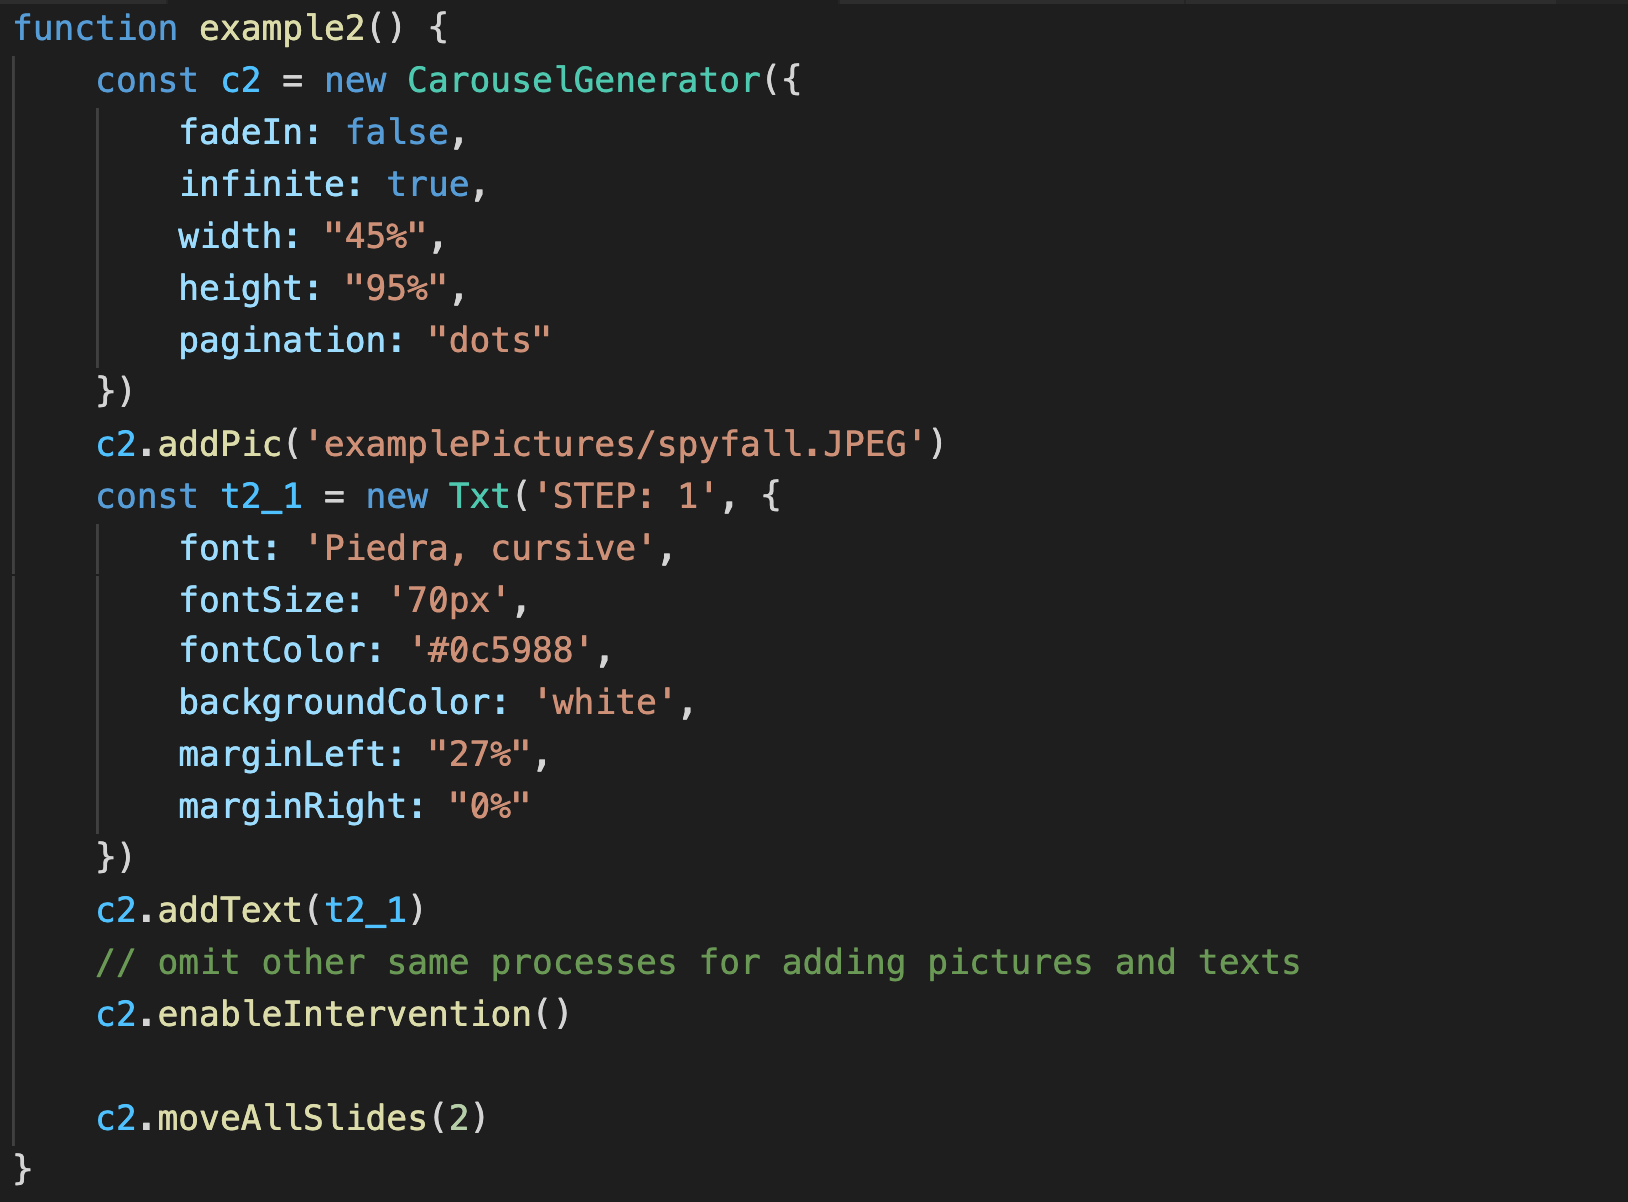 function example2() {
    const c2 = new CarouselGenerator({
        fadeIn: false,
        infinite: true,
        width: "45%",
        height: "95%",
        pagination: "dots"
    })
    c2.addPic('examplePictures/spyfall.JPEG')
    const t2_1 = new Txt('STEP: 1', {
        font: 'Piedra, cursive',
        fontSize: '70px',
        fontColor: '#0c5988',
        backgroundColor: 'white',
        marginLeft: "27%",
        marginRight: "0%"
    })
    c2.addText(t2_1)
    // omit other same processes for adding pictures and texts
    c2.enableIntervention()

    c2.moveAllSlides(2)
}